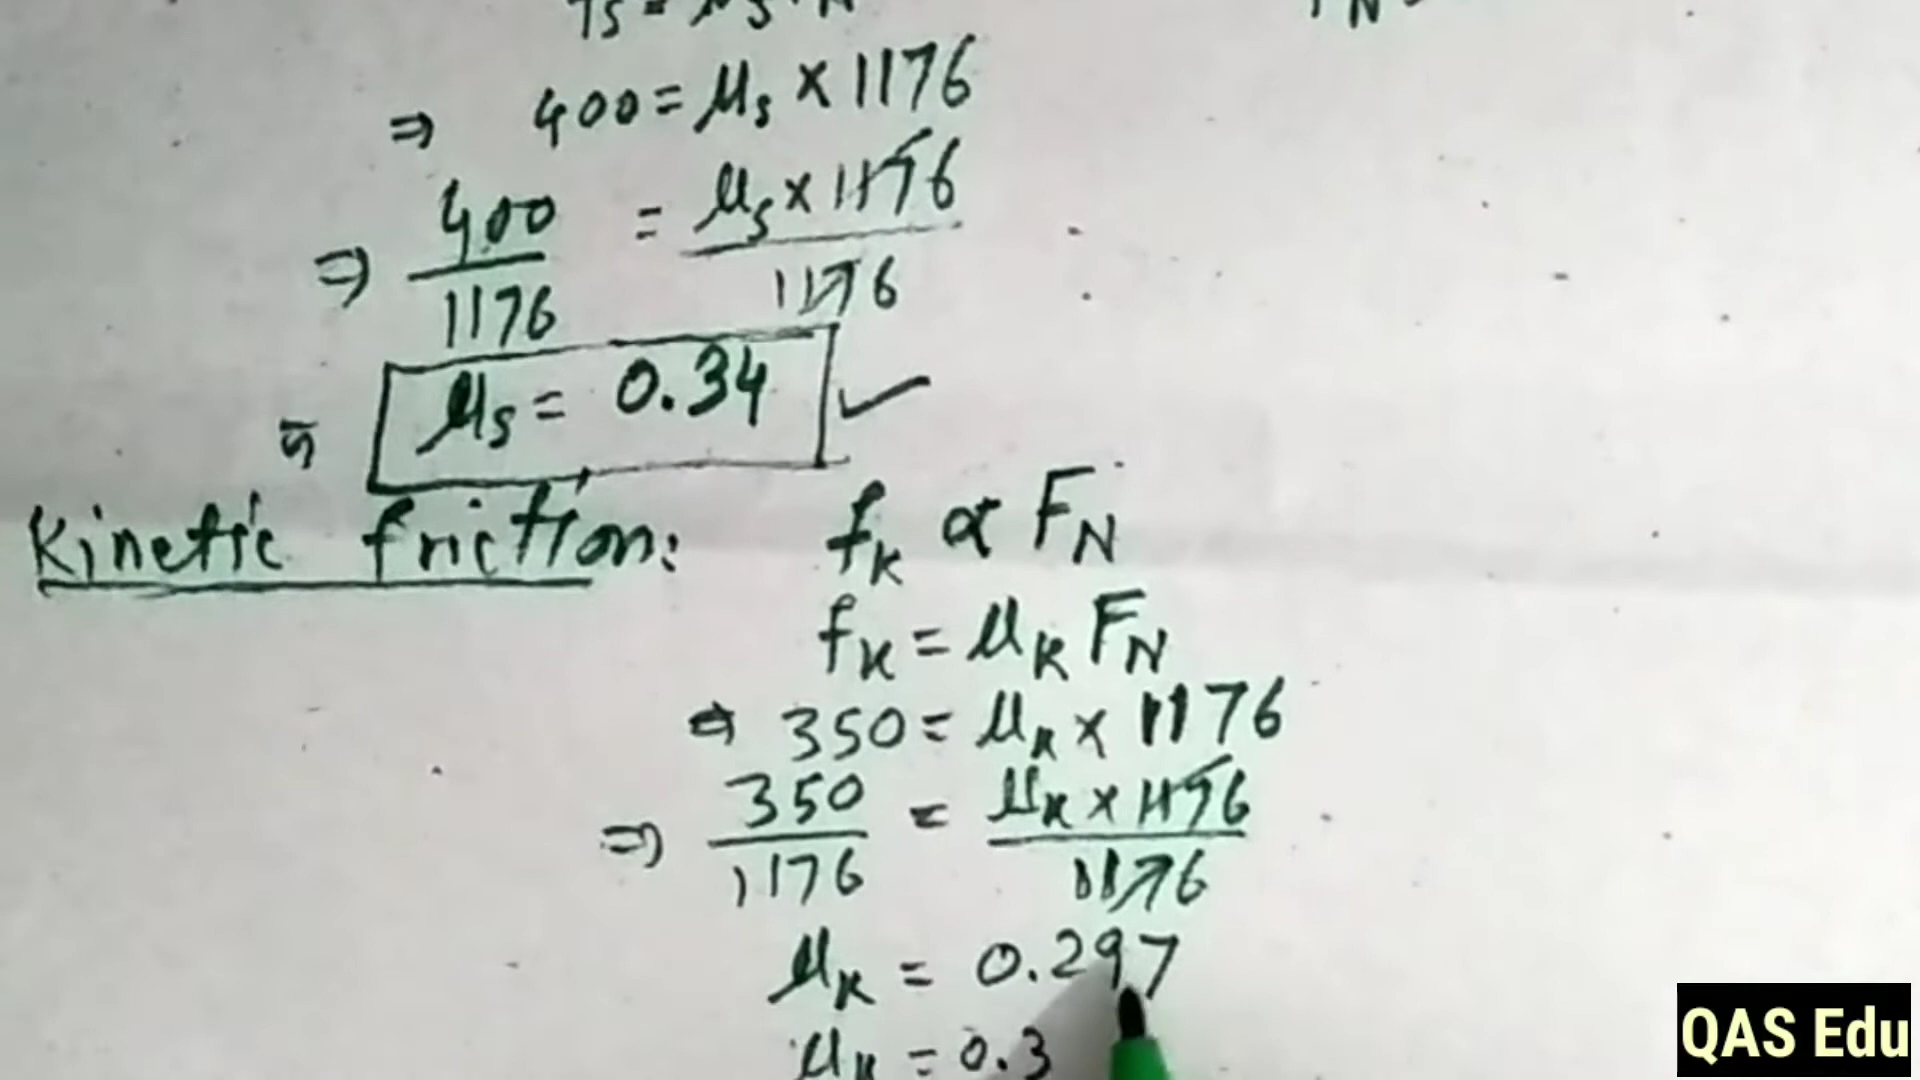 ⇒ 400 = μs × 1176
⇒ 400/1176 = μs × 1176/1176
⇒ μs = 0.34 ✓
Kinetic friction: fk ∝ FN
fk = μk FN
⇒ 350 = μk × 1176
⇒ 350/1176 = μk × 1176/1176
μk = 0.297
μk = 0.3
QAS Edu